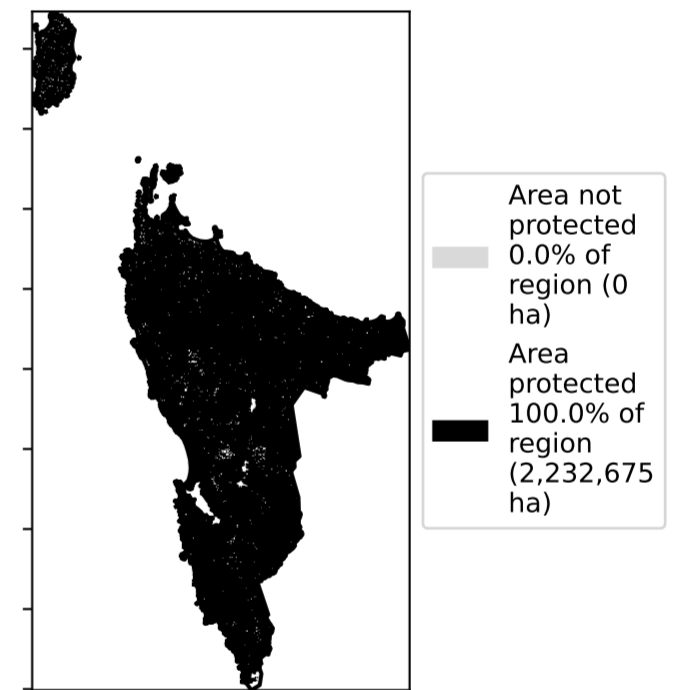 Area not
protected
0.0% of
region (0
ha)
Area
protected
100.0% of
region
(2,232,675
ha)